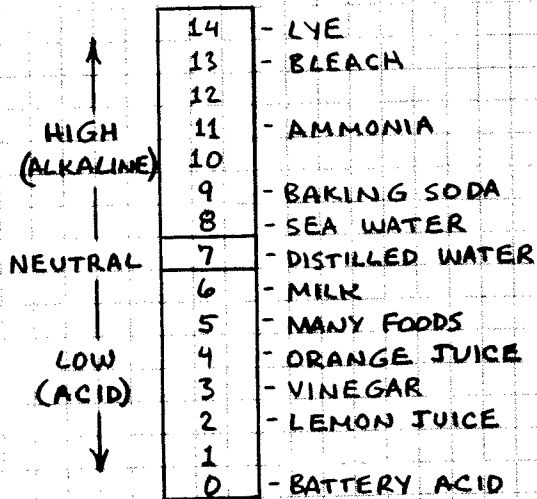 14 - LYE
13 - BLEACH
12
HIGH 11 - AMMONIA
(ALKALINE) 10
9 - BAKING SODA
8 - SEA WATER
NEUTRAL 7 - DISTILLED WATER
6 - MILK
5 - MANY FOODS
LOW 4 - ORANGE JUICE
(ACID) 3 - VINEGAR
2 - LEMON JUICE
1
0 - BATTERY ACID